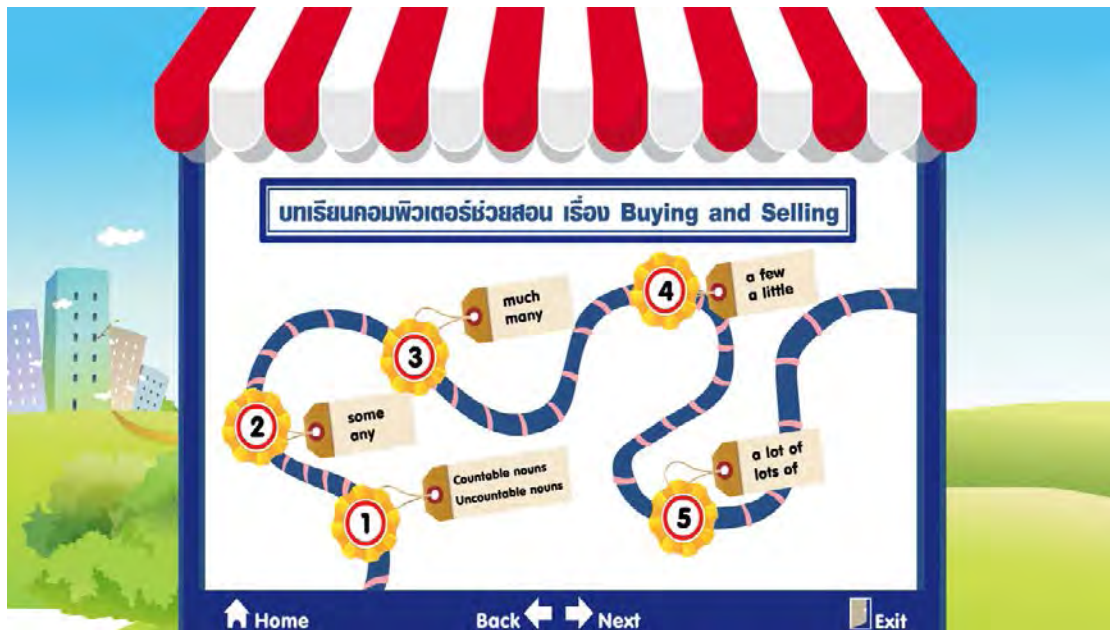 บทเรียนคอมพิวเตอร์ช่วยสอน เรื่อง Buying and Selling
1
Countable nouns
Uncountable nouns
2
some
any
3
much
many
4
a few
a little
5
a lot of
lots of
Home
Back
Next
Exit